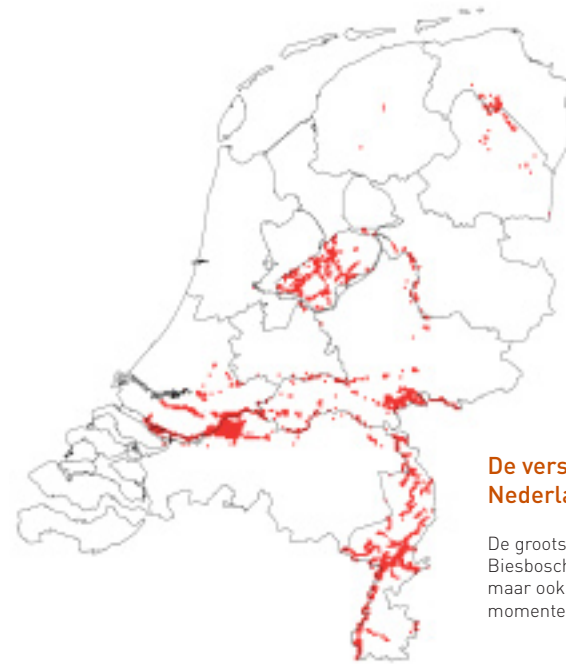 De vers
Nederla
De groots
Biesbosch
maar ook
momente